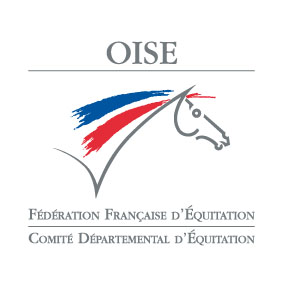 OISE
FÉDÉRATION FRANÇAISE D'ÉQUITATION
COMITÉ DÉPARTEMENTAL D'ÉQUITATION